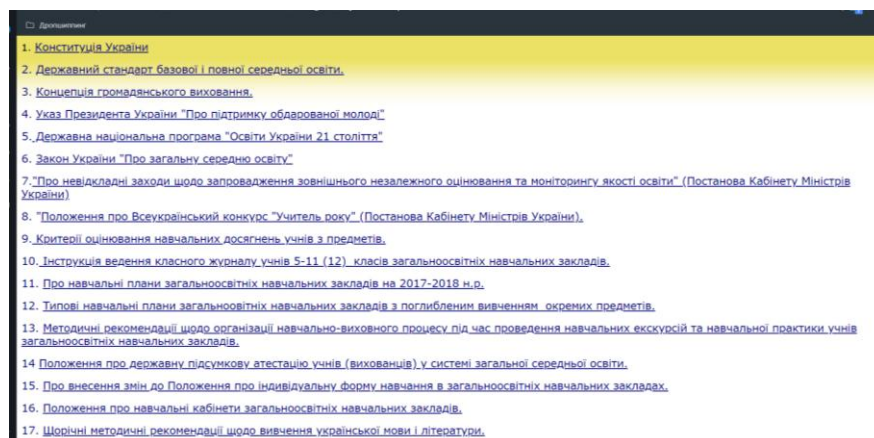 Дропшиппинг
1. Конституція України
2. Державний стандарт базової і повної середньої освіти.
3. Концепція громадянського виховання.
4. Указ Президента України "Про підтримку обдарованої молоді"
5. Державна національна програма "Освіти України 21 століття"
6. Закон України "Про загальну середню освіту"
7."Про невідкладні заходи щодо запровадження зовнішнього незалежного оцінювання та моніторингу якості освіти" (Постанова Кабінету Міністрів
України)
8. "Положення про Всеукраїнський конкурс "Учитель року" (Постанова Кабінету Міністрів України).
9. Критерії оцінювання навчальних досягнень учнів з предметів.
10. Інструкція ведення класного журналу учнів 5-11 (12) класів загальноосвітніх навчальних закладів.
11. Про навчальні плани загальноосвітніх навчальних закладів на 2017-2018 н.р.
12. Типові навчальні плани загальноовітніх навчальних закладів з поглибленим вивченням окремих предметів.
13. Методичні рекомендації щодо організації навчально-виховного процесу під час проведення навчальних екскурсій та навчальної практики учнів
загальноосвітніх навчальних закладів.
14 Положення про державну підсумкову атестацію учнів (вихованців) у системі загальної середньої освіти.
15. Про внесення змін до Положення про індивідуальну форму навчання в загальноосвітніх навчальних закладах.
16. Положення про навчальні кабінети загальноосвітніх навчальних закладів.
17. Щорічні методичні рекомендації щодо вивчення української мови і літератури.